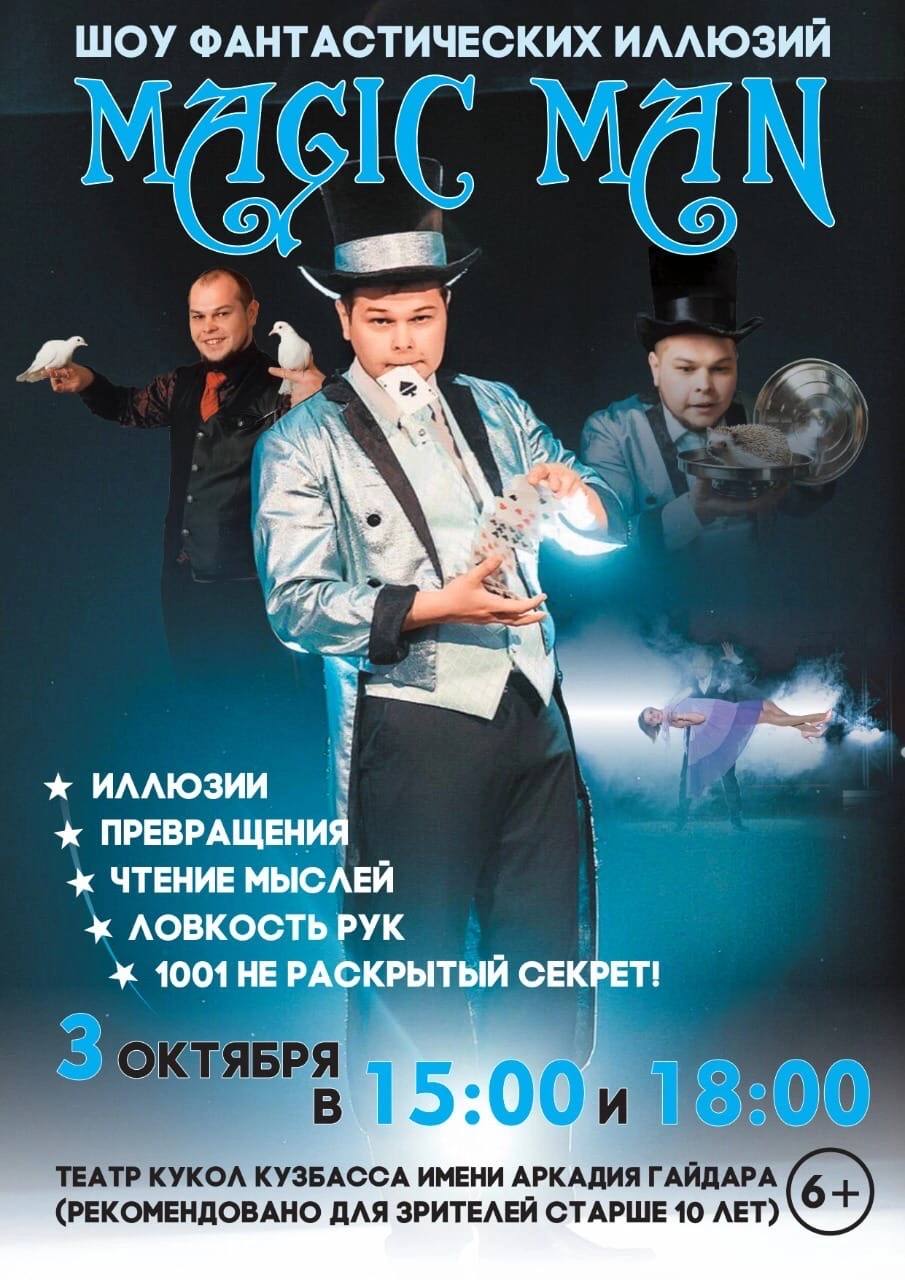 ШОУ ФАНТАСТИЧЕСКИХ ИЛЛЮЗИЙ
MAGIC MAN
ИЛЛЮЗИИ
ПРЕВРАЩЕНИЯ
ЧТЕНИЕ МЫСЛЕЙ
ЛОВКОСТЬ РУК
1001 НЕ РАСКРЫТЫЙ СЕКРЕТ!
3 ОКТЯБРЯ
В 15:00 И 18:00
ТЕАТР КУКОЛ КУЗБАССА ИМЕНИ АРКАДИЯ ГАЙДАРА
(РЕКОМЕНДОВАНО ДЛЯ ЗРИТЕЛЕЙ СТАРШЕ 10 ЛЕТ)
6+